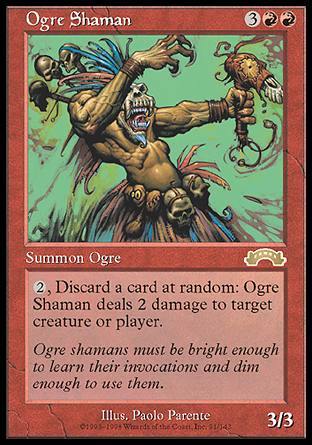 Ogre Shaman 3
Summon Ogre
2, Discard a card at random: Ogre
Shaman deals 2 damage to target
creature or player.
Ogre shamans must be bright enough
to learn their invocations and dim
enough to use them.
Illus. Paolo Parente
3/3